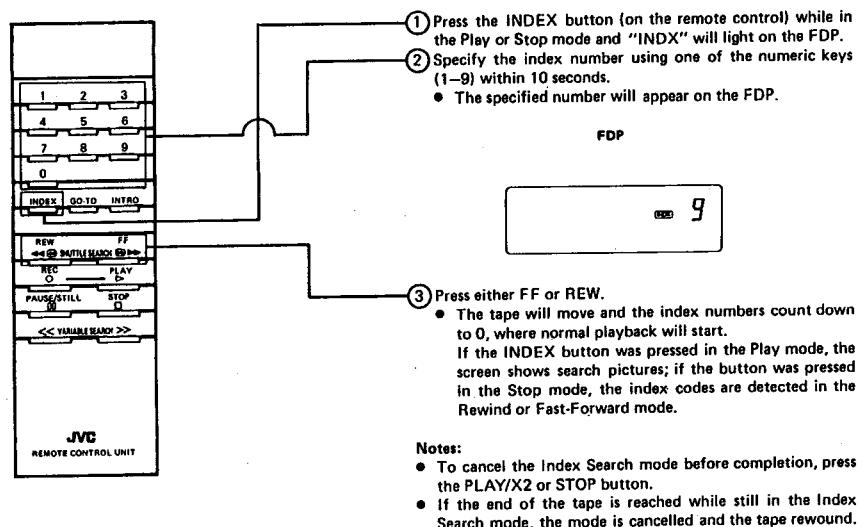 ① Press the INDEX button (on the remote control) while in
the Play or Stop mode and "INDX" will light on the FDP.
② Specify the index number using one of the numeric keys
(1–9) within 10 seconds.
● The specified number will appear on the FDP.
FDP
INDX 9
③ Press either FF or REW.
● The tape will move and the index numbers count down
to 0, where normal playback will start.
If the INDEX button was pressed in the Play mode, the
screen shows search pictures; if the button was pressed
in the Stop mode, the index codes are detected in the
Rewind or Fast-Forward mode.
Notes:
● To cancel the Index Search mode before completion, press
the PLAY/X2 or STOP button.
● If the end of the tape is reached while still in the Index
Search mode, the mode is cancelled and the tape rewound.
1 2 3
4 5 6
7 8 9
0
INDEX GO-TO INTRO
REW FF
SHUTTLE SEARCH
REC PLAY
PAUSE/STILL STOP
<< VARIABLE SEARCH >>
JVC
REMOTE CONTROL UNIT